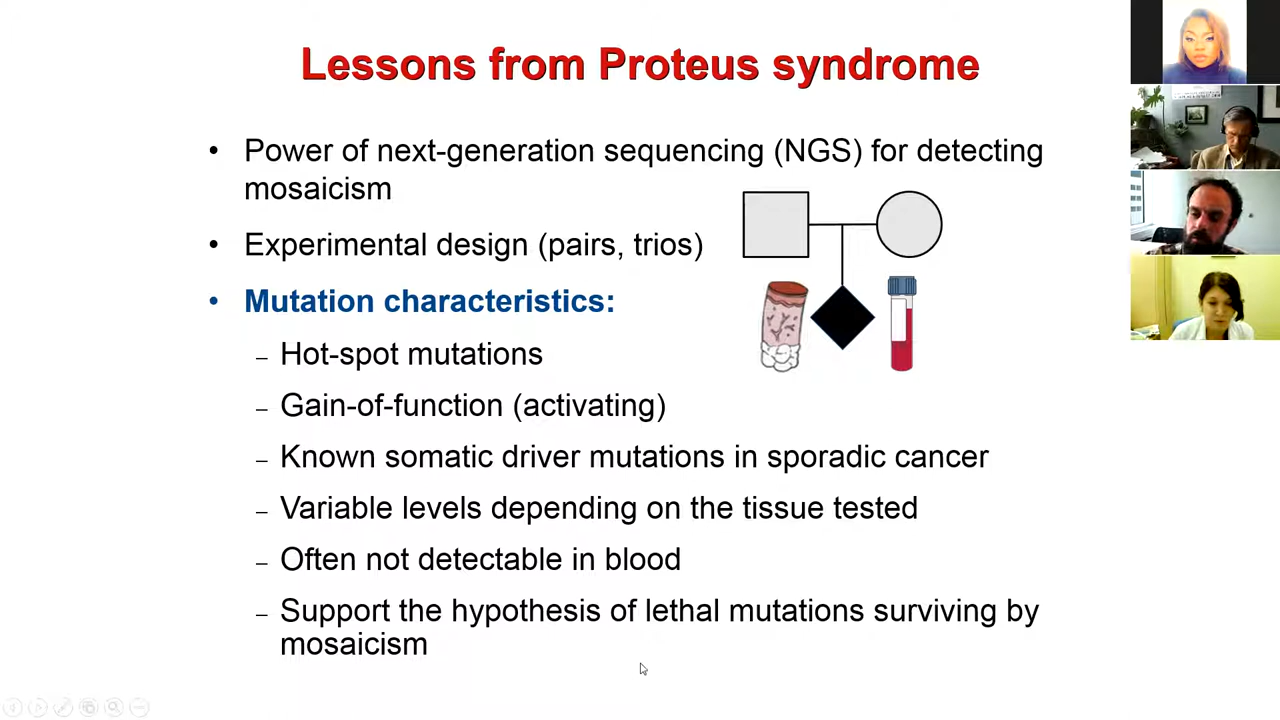 Lessons from Proteus syndrome
• Power of next-generation sequencing (NGS) for detecting
mosaicism
• Experimental design (pairs, trios)
• Mutation characteristics:
– Hot-spot mutations
– Gain-of-function (activating)
– Known somatic driver mutations in sporadic cancer
– Variable levels depending on the tissue tested
– Often not detectable in blood
– Support the hypothesis of lethal mutations surviving by
mosaicism